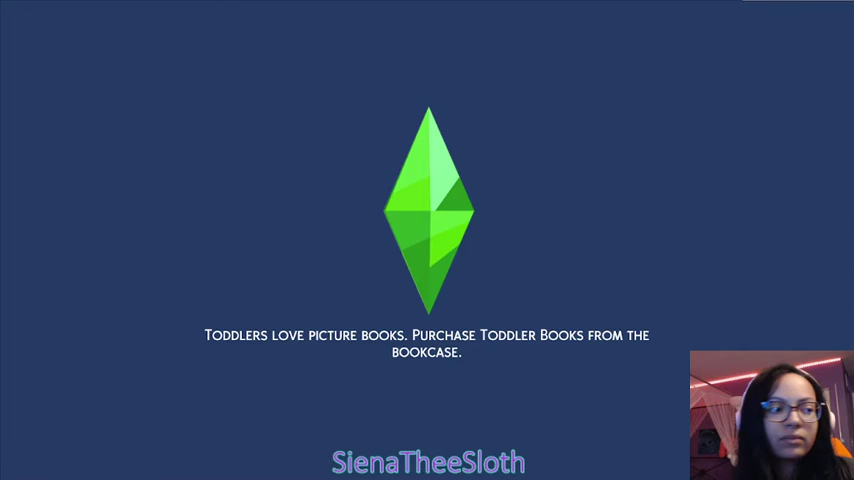 Toddlers love picture books. Purchase Toddler Books from the
bookcase.
SienaTheeSloth